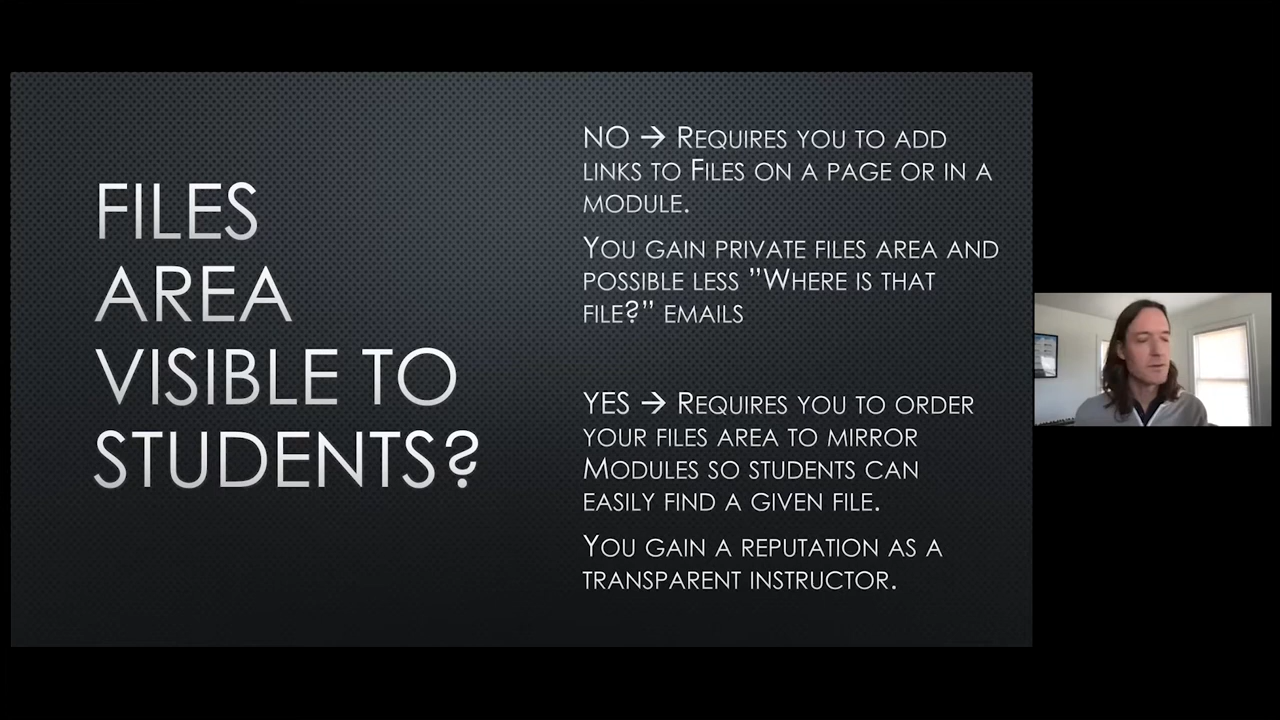 FILES
AREA
VISIBLE TO
STUDENTS?
NO → Requires you to add
links to Files on a page or in a
module.
You gain private files area and
possible less "Where is that
file?" emails
YES → Requires you to order
your files area to mirror
Modules so students can
easily find a given file.
You gain a reputation as a
transparent instructor.